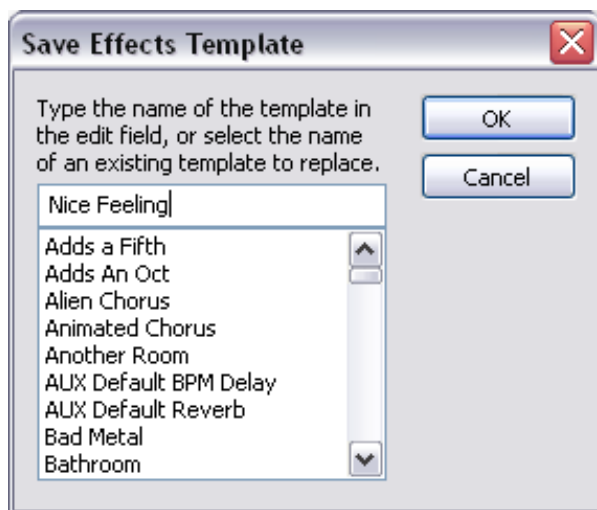 Save Effects Template
Type the name of the template in
the edit field, or select the name
of an existing template to replace.
OK
Cancel
Nice Feeling
Adds a Fifth
Adds An Oct
Alien Chorus
Animated Chorus
Another Room
AUX Default BPM Delay
AUX Default Reverb
Bad Metal
Bathroom